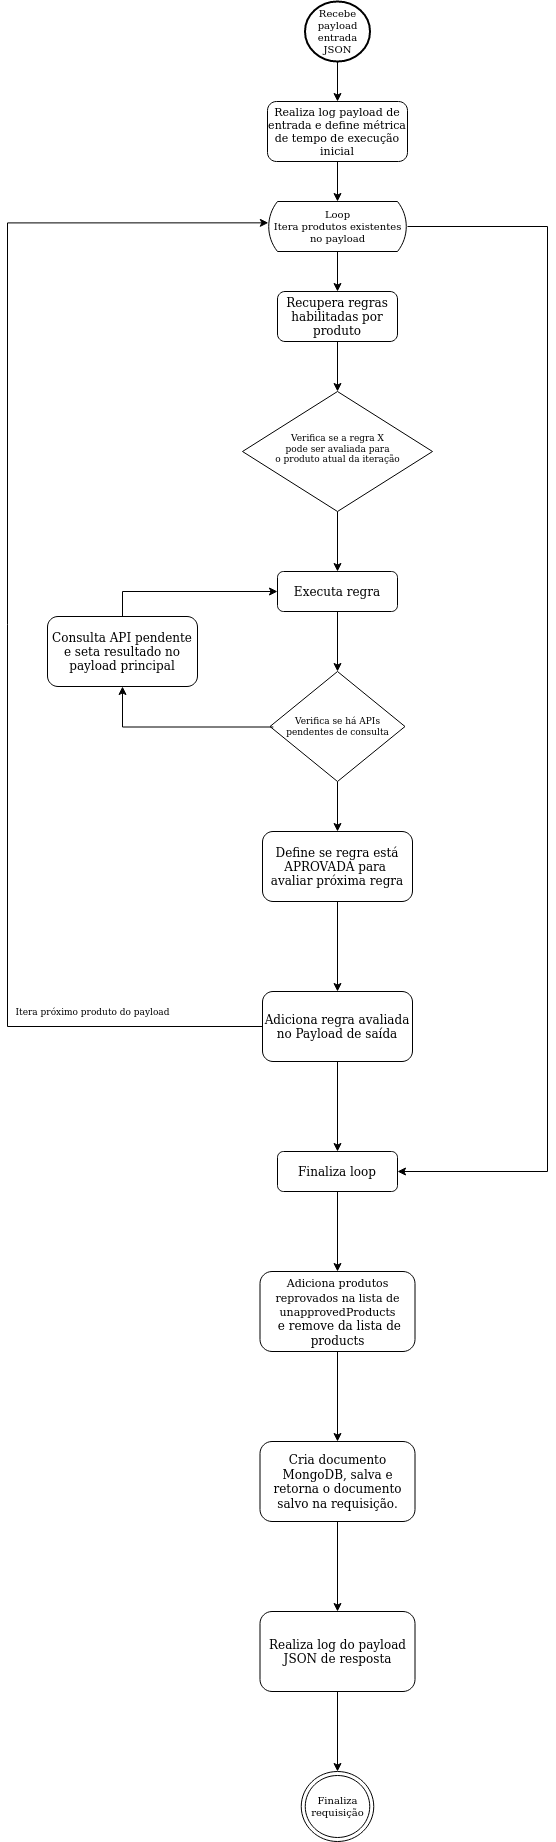 Recebe
payload
entrada
JSON
Realiza log payload de
entrada e define métrica
de tempo de execução
inicial
Loop
Itera produtos existentes
no payload
Recupera regras
habilitadas por
produto
Verifica se a regra X
pode ser avaliada para
o produto atual da iteração
Executa regra
Consulta API pendente
e seta resultado no
payload principal
Verifica se há APIs
pendentes de consulta
Define se regra está
APROVADA para
avaliar próxima regra
Itera próximo produto do payload
Adiciona regra avaliada
no Payload de saída
Finaliza loop
Adiciona produtos
reprovados na lista de
unapprovedProducts
e remove da lista de
products
Cria documento
MongoDB, salva e
retorna o documento
salvo na requisição.
Realiza log do payload
JSON de resposta
Finaliza
requisição